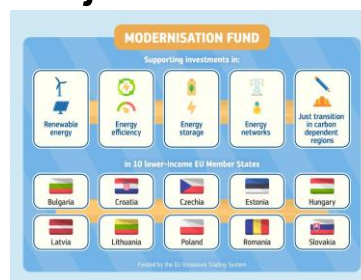 MODERNISATION FUND
Supporting investments in:
Renewable
energy
Energy
efficiency
Energy
storage
Energy
networks
Just transition
in carbon
dependent
regions
in 10 lower-income EU Member States
Bulgaria
Croatia
Czechia
Estonia
Hungary
Latvia
Lithuania
Poland
Romania
Slovakia
Funded by the EU Emissions Trading System